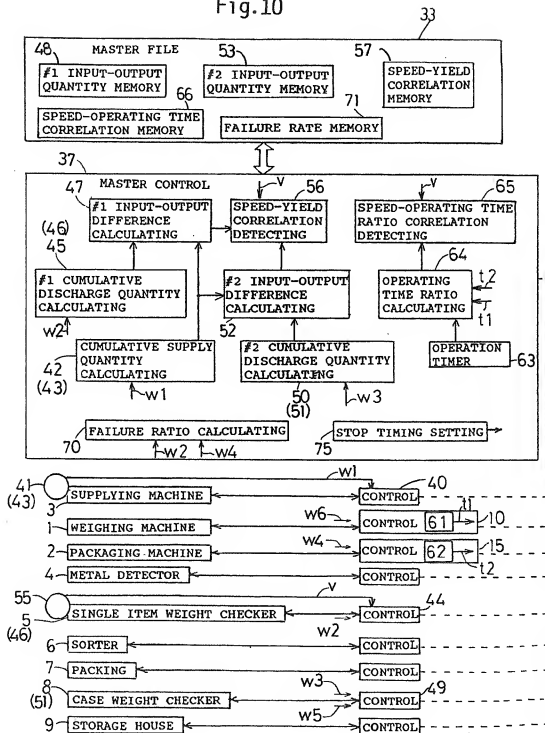 Fig.10
33
MASTER FILE
48
#1 INPUT-OUTPUT
QUANTITY MEMORY
53
#2 INPUT-OUTPUT
QUANTITY MEMORY
57
SPEED-YIELD
CORRELATION
MEMORY
66
SPEED-OPERATING TIME
CORRELATION MEMORY
71
FAILURE RATE MEMORY
37
MASTER CONTROL
47
#1 INPUT-OUTPUT
DIFFERENCE
CALCULATING
V
56
SPEED-YIELD
CORRELATION
DETECTING
V
65
SPEED-OPERATING TIME
RATIO CORRELATION
DETECTING
(46)
45
#1 CUMULATIVE
DISCHARGE QUANTITY
CALCULATING
w2
#2 INPUT-OUTPUT
DIFFERENCE
CALCULATING
52
64
OPERATING
TIME RATIO
CALCULATING
t2
t1
42
(43)
CUMULATIVE SUPPLY
QUANTITY
CALCULATING
w1
#2 CUMULATIVE
DISCHARGE QUANTITY
CALCULATING
50
(51)
w3
OPERATION
TIMER
63
FAILURE RATIO CALCULATING
70
w2 w4
75
STOP TIMING SETTING
41
(43)
w1
3
SUPPLYING MACHINE
40
CONTROL
1
WEIGHING MACHINE
w6
CONTROL 61 t1 10
2
PACKAGING MACHINE
w4
CONTROL 62 t2 15
4
METAL DETECTOR
CONTROL
55
V
5
(46)
SINGLE ITEM WEIGHT CHECKER
w2
CONTROL
44
6
SORTER
CONTROL
7
PACKING
CONTROL
8
(51)
CASE WEIGHT CHECKER
w3
w5
CONTROL
49
9
STORAGE HOUSE
CONTROL